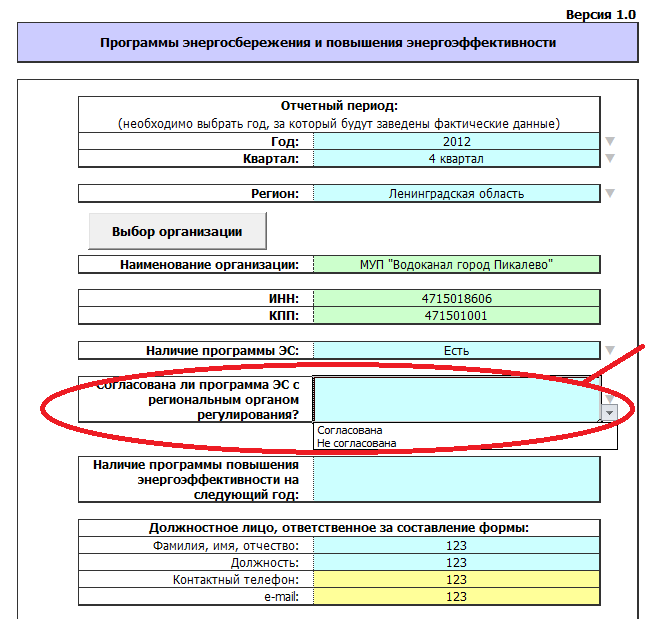 Версия 1.0
Программы энергосбережения и повышения энергоэффективности
Отчетный период:
(необходимо выбрать год, за который будут заведены фактические данные)
Год: 2012
Квартал: 4 квартал
Регион: Ленинградская область
Выбор организации
Наименование организации: МУП "Водоканал город Пикалево"
ИНН: 4715018606
КПП: 471501001
Наличие программы ЭС: Есть
Согласована ли программа ЭС с
региональным органом
регулирования?
Согласована
Не согласована
Наличие программы повышения
энергоэффективности на
следующий год:
Должностное лицо, ответственное за составление формы:
Фамилия, имя, отчество: 123
Должность: 123
Контактный телефон: 123
e-mail: 123